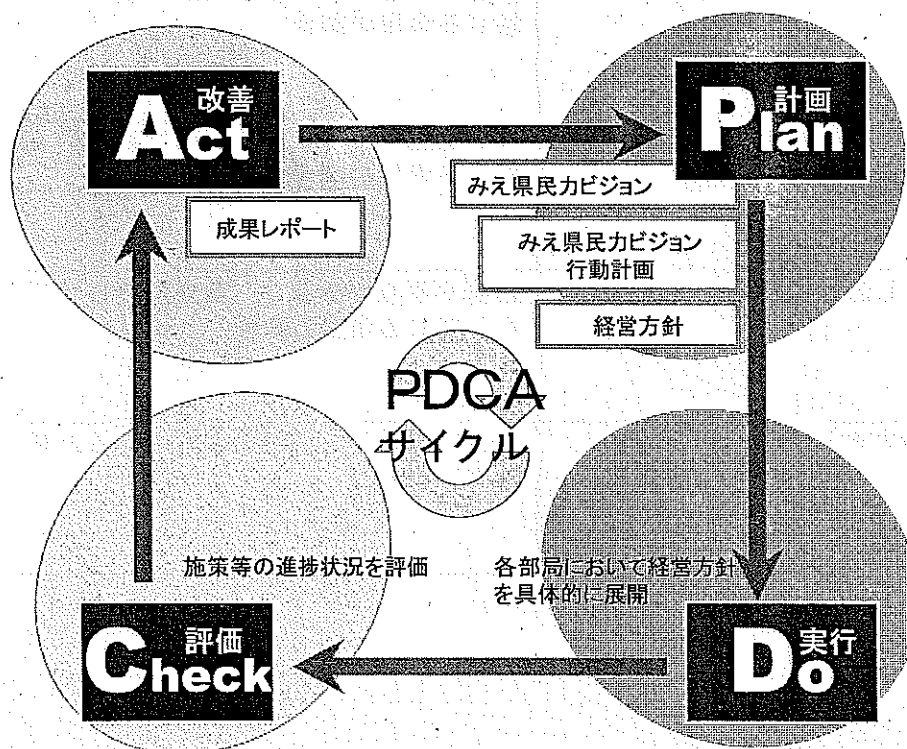 改善
Act
計画
Plan
みえ県民力ビジョン
成果レポート
みえ県民力ビジョン
行動計画
経営方針
PDCA
サイクル
施策等の進捗状況を評価
各部局において経営方針
を具体的に展開
評価
Check
実行
Do